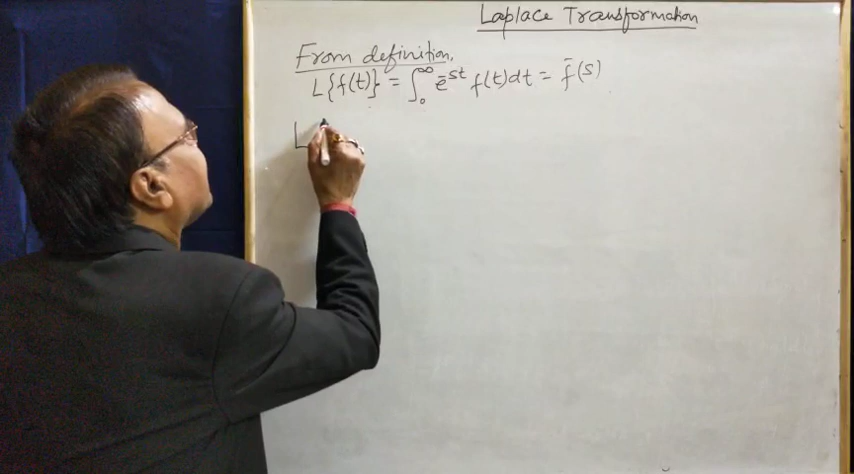 Laplace Transformation
From definition,
L{f(t)} = ∫₀^∞ e^-st f(t)dt = f̄(s)
L